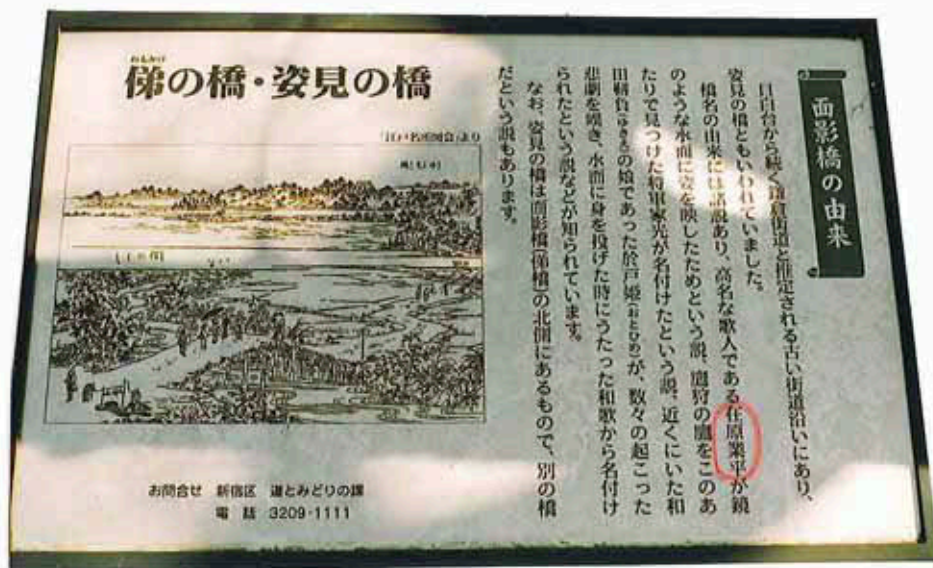 面影橋の由来
目白台から続く鎌倉街道と推定される古い街道沿いにあり、
姿見の橋ともいわれていました。
橋名の由来には諸説あり、高名な歌人である在原業平が鏡
のような水面に姿を映したためという説、鷹狩の鷹をこのあ
たりで見つけた将軍家光が名付けたという説、近くにいた和
田靭負(ゆきえ)の娘であった於戸姫(おとひめ)が、数々の起こった
悲劇を嘆き、水面に身を投げた時にうたった和歌から名付け
られたという説などが知られています。
なお、姿見の橋は面影橋(俤橋)の北側にあるもので、別の橋
だという説もあります。
おもかげ
俤の橋・姿見の橋
「江戸名所図会」より
お問合せ 新宿区 道とみどりの課
電 話 3209-1111